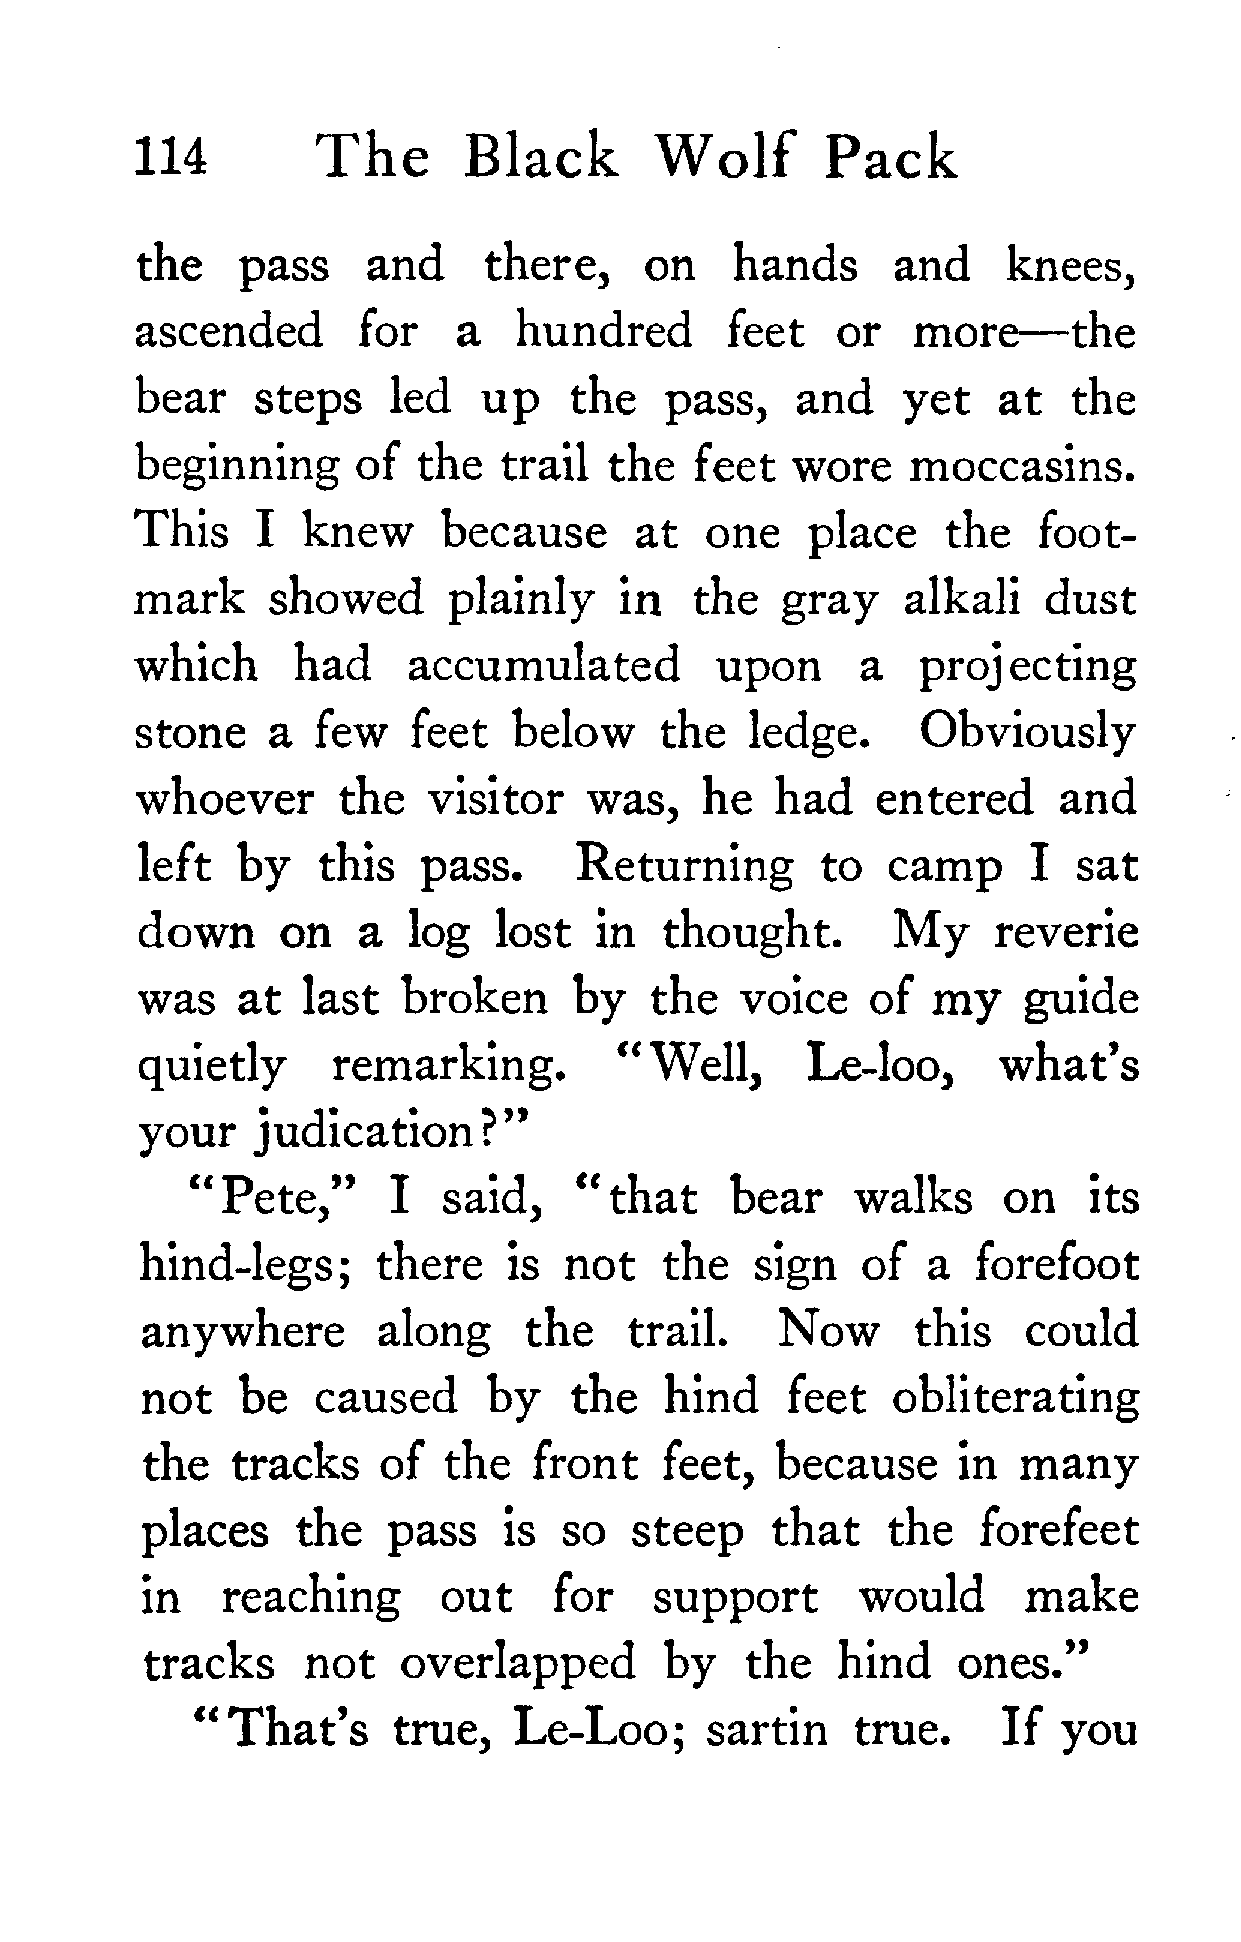 114 The Black Wolf Pack
the pass and there, on hands and knees,
ascended for a hundred feet or more—the
bear steps led up the pass, and yet at the
beginning of the trail the feet wore moccasins.
This I knew because at one place the foot-
mark showed plainly in the gray alkali dust
which had accumulated upon a projecting
stone a few feet below the ledge. Obviously
whoever the visitor was, he had entered and
left by this pass. Returning to camp I sat
down on a log lost in thought. My reverie
was at last broken by the voice of my guide
quietly remarking. “Well, Le-loo, what’s
your judication?”
“Pete,” I said, “that bear walks on its
hind-legs; there is not the sign of a forefoot
anywhere along the trail. Now this could
not be caused by the hind feet obliterating
the tracks of the front feet, because in many
places the pass is so steep that the forefeet
in reaching out for support would make
tracks not overlapped by the hind ones.”
“That’s true, Le-Loo; sartin true. If you